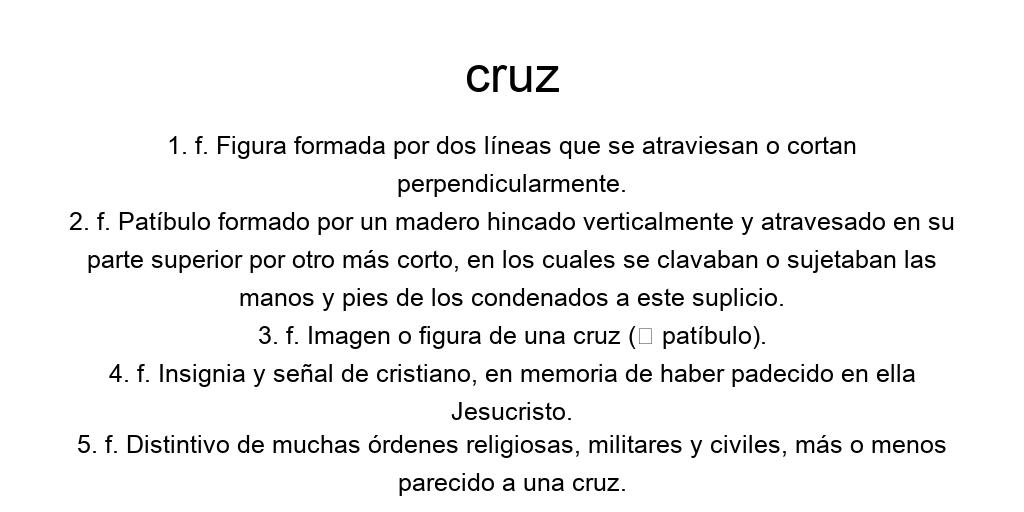 cruz
1. f. Figura formada por dos líneas que se atraviesan o cortan
perpendicularmente.
2. f. Patíbulo formado por un madero hincado verticalmente y atravesado en su
parte superior por otro más corto, en los cuales se clavaban o sujetaban las
manos y pies de los condenados a este suplicio.
3. f. Imagen o figura de una cruz (□ patíbulo).
4. f. Insignia y señal de cristiano, en memoria de haber padecido en ella
Jesucristo.
5. f. Distintivo de muchas órdenes religiosas, militares y civiles, más o menos
parecido a una cruz.